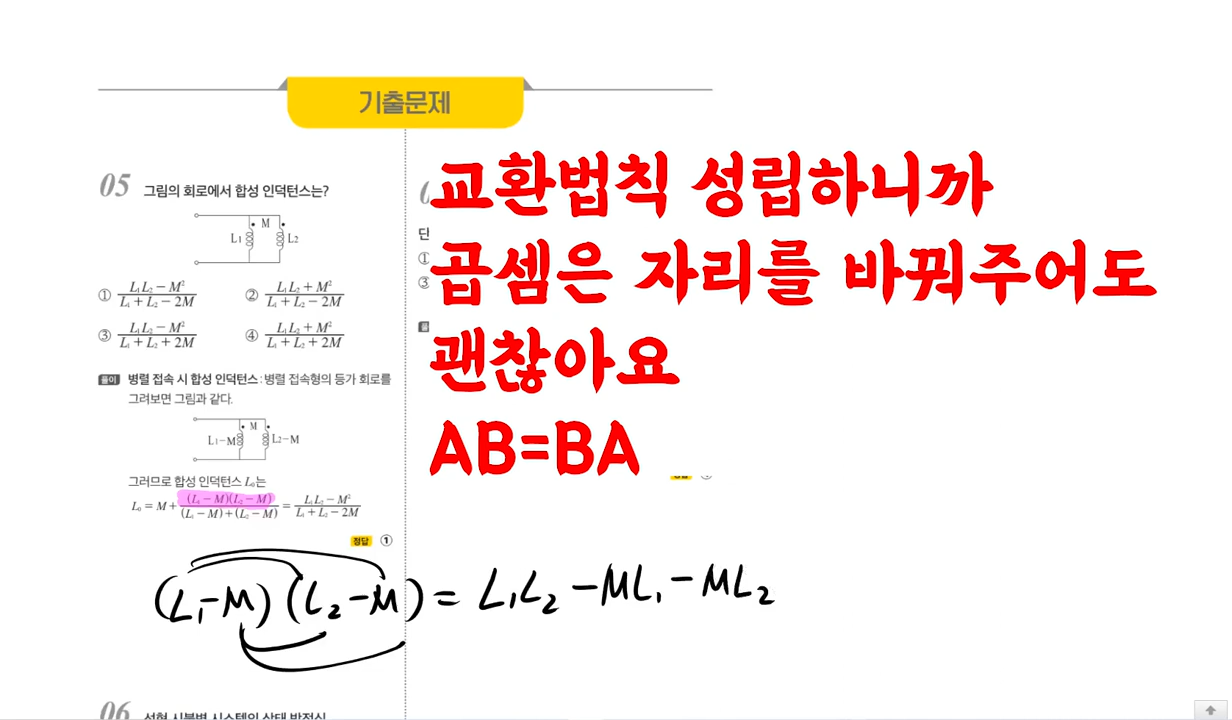 기출문제
05 그림의 회로에서 합성 인덕턴스는?
M
L1 L2
① L₁L₂ − M² / L₁ + L₂ − 2M ② L₁L₂ + M² / L₁ + L₂ − 2M
③ L₁L₂ − M² / L₁ + L₂ + 2M ④ L₁L₂ + M² / L₁ + L₂ + 2M
풀이 병렬 접속 시 합성 인덕턴스 : 병렬 접속형의 등가 회로를
그려보면 그림과 같다.
M
L1−M L2−M
그러므로 합성 인덕턴스 L₀는
L₀ = M + (L₁ − M)(L₂ − M) / (L₁ − M) + (L₂ − M) = L₁L₂ − M² / L₁ + L₂ − 2M
정답 ①
단
①
③
교환법칙 성립하니까
곱셈은 자리를 바꿔주어도
괜찮아요
AB=BA
(L₁−M)(L₂−M) = L₁L₂ − ML₁ − ML₂
06